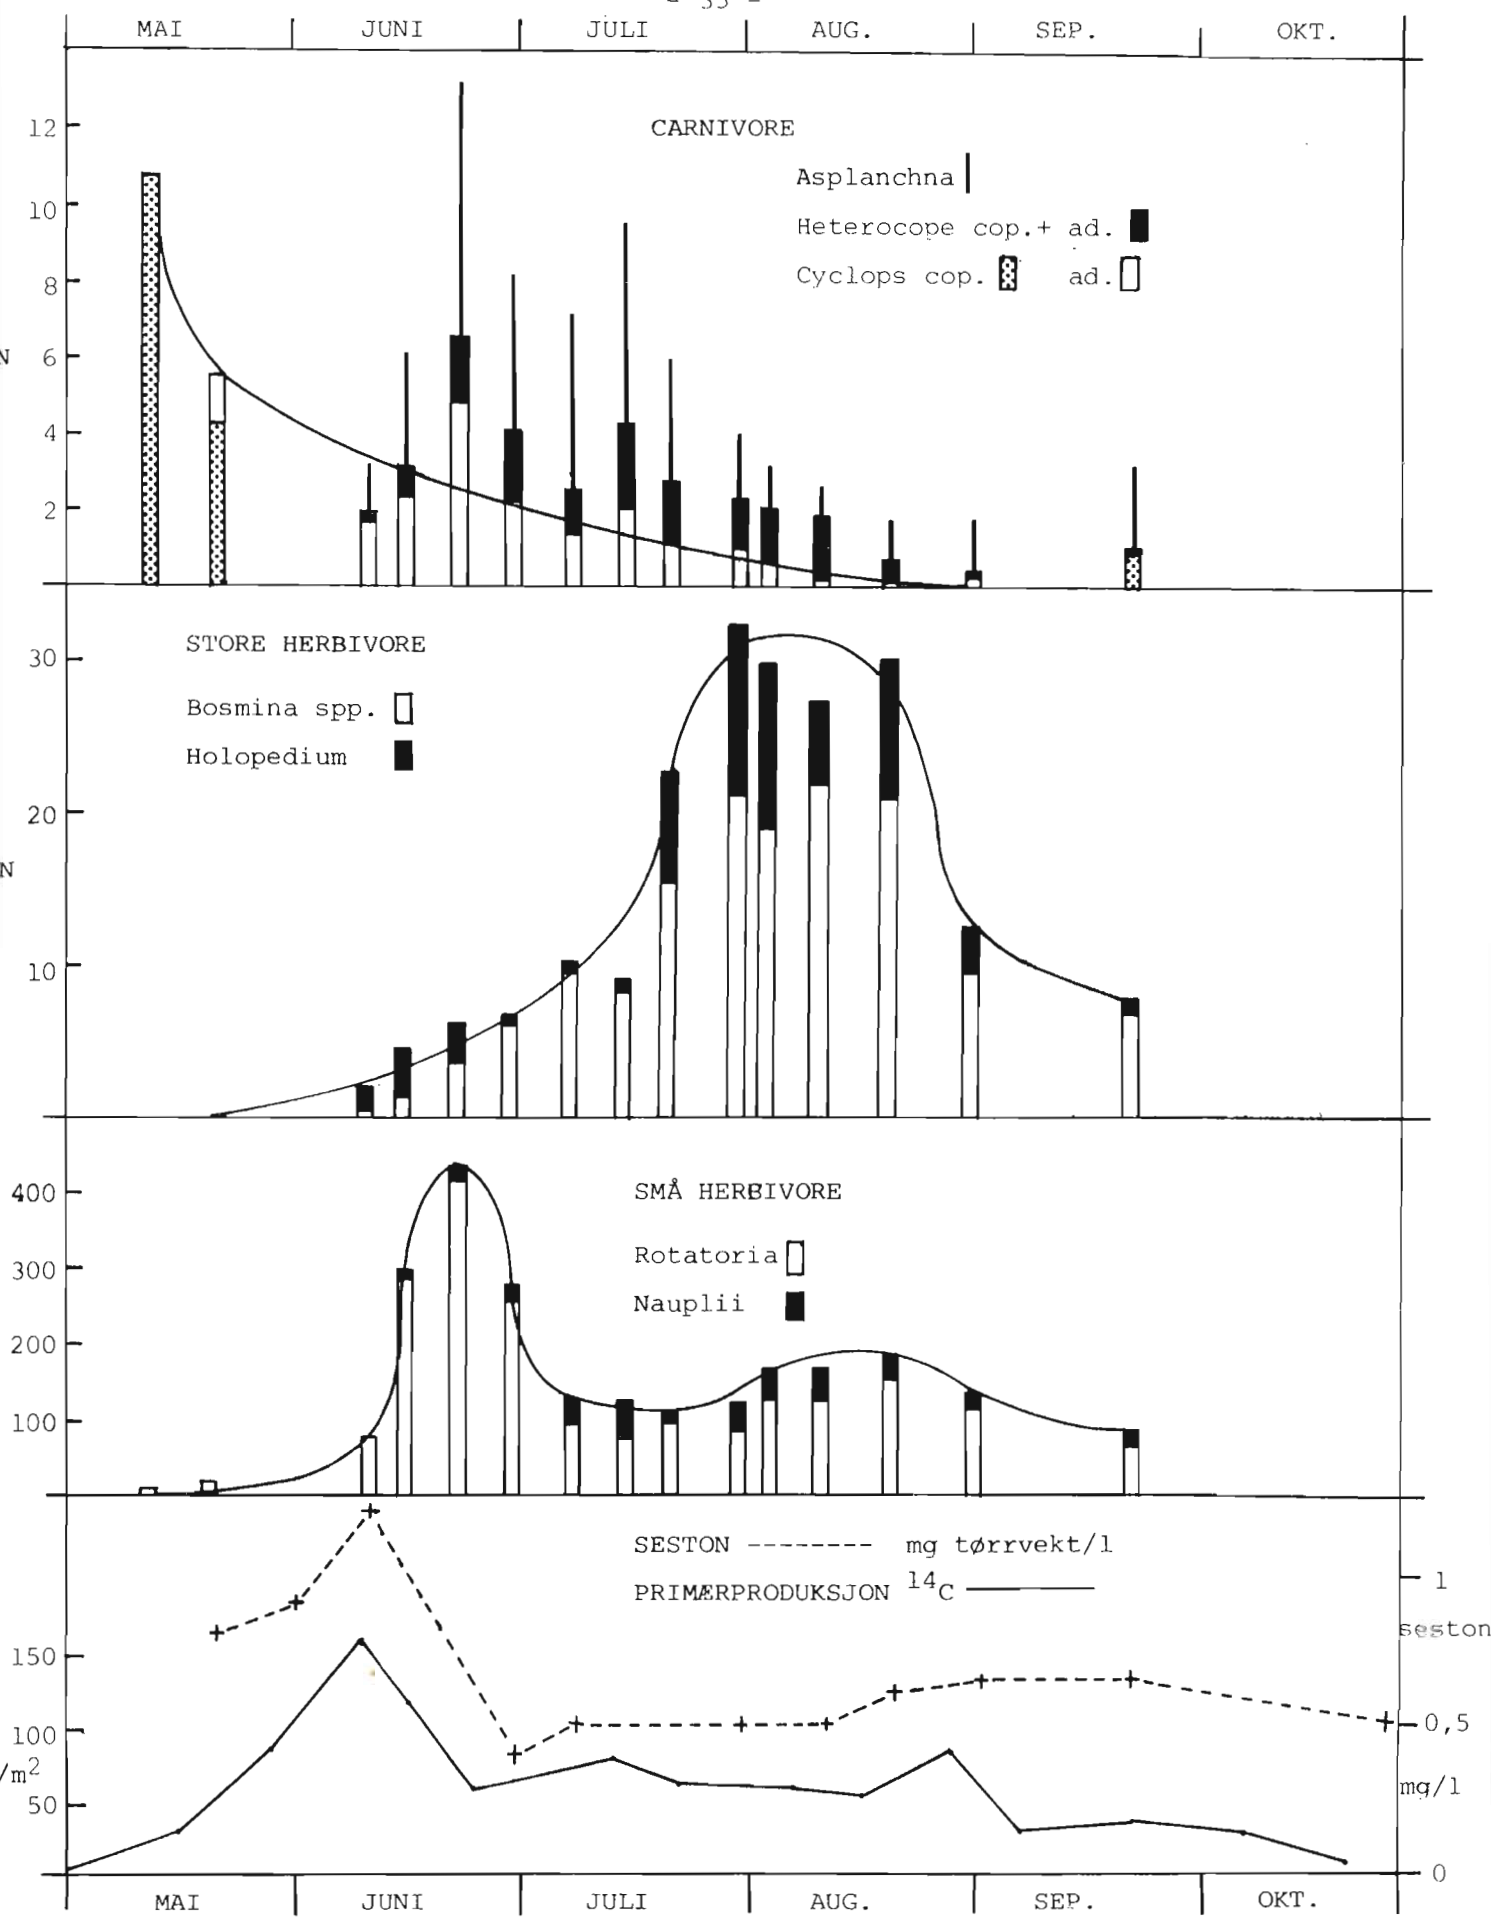 - 33 -
MAI JUNI JULI AUG. SEP. OKT.
CARNIVORE
12
Asplanchna
10
Heterocope cop.+ ad.
Cyclops cop. ad.
8
N 6
4
2
STORE HERBIVORE
30
Bosmina spp.
Holopedium
20
N
10
400
SMÅ HERBIVORE
Rotatoria
300
Nauplii
200
100
SESTON -------- mg tørrvekt/l
PRIMÆRPRODUKSJON 14C
1
seston
150
100
0,5
/m2
mg/l
50
0
MAI JUNI JULI AUG. SEP. OKT.